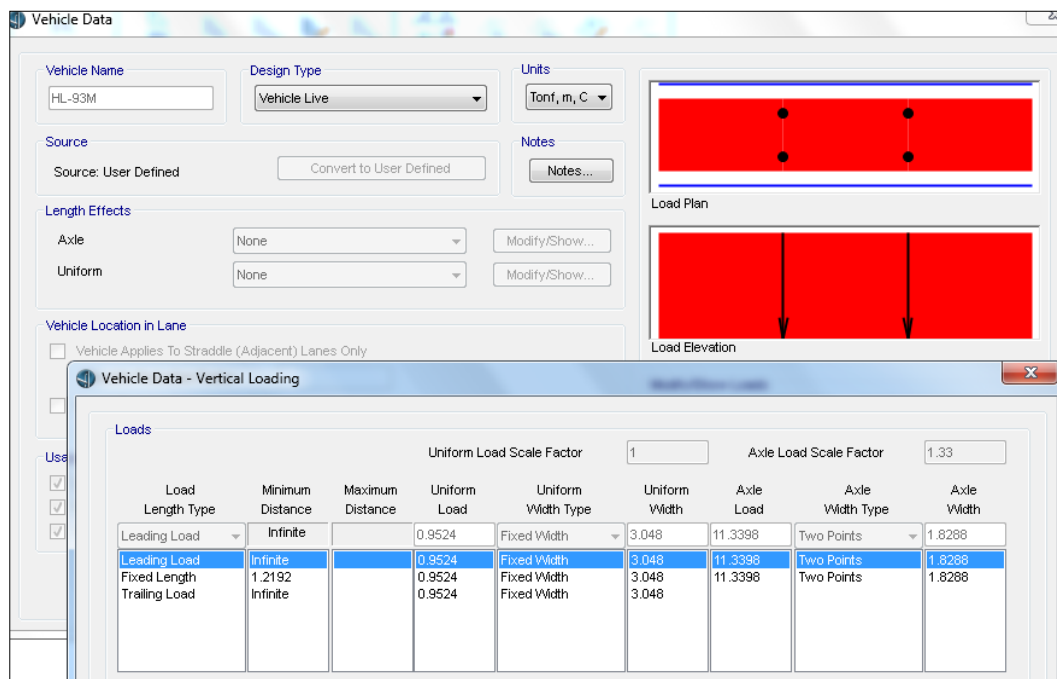 Vehicle Data
Vehicle Name
HL-93M
Design Type
Vehicle Live
Units
Tonf, m, C
Source
Source: User Defined
Convert to User Defined
Notes
Notes...
Load Plan
Length Effects
Axle
None
Modify/Show...
Uniform
None
Modify/Show...
Load Elevation
Vehicle Location in Lane
Vehicle Applies To Straddle (Adjacent) Lanes Only
Vehicle Data - Vertical Loading
Modify/Show Loads
Loads
Uniform Load Scale Factor 1 Axle Load Scale Factor 1.33
Load Minimum Maximum Uniform Uniform Uniform Axle Axle Axle
Length Type Distance Distance Load Width Type Width Load Width Type Width
Leading Load Infinite 0.9524 Fixed Width 3.048 11.3398 Two Points 1.8288
Leading Load Infinite 0.9524 Fixed Width 3.048 11.3398 Two Points 1.8288
Fixed Length 1.2192 0.9524 Fixed Width 3.048 11.3398 Two Points 1.8288
Trailing Load Infinite 0.9524 Fixed Width 3.048